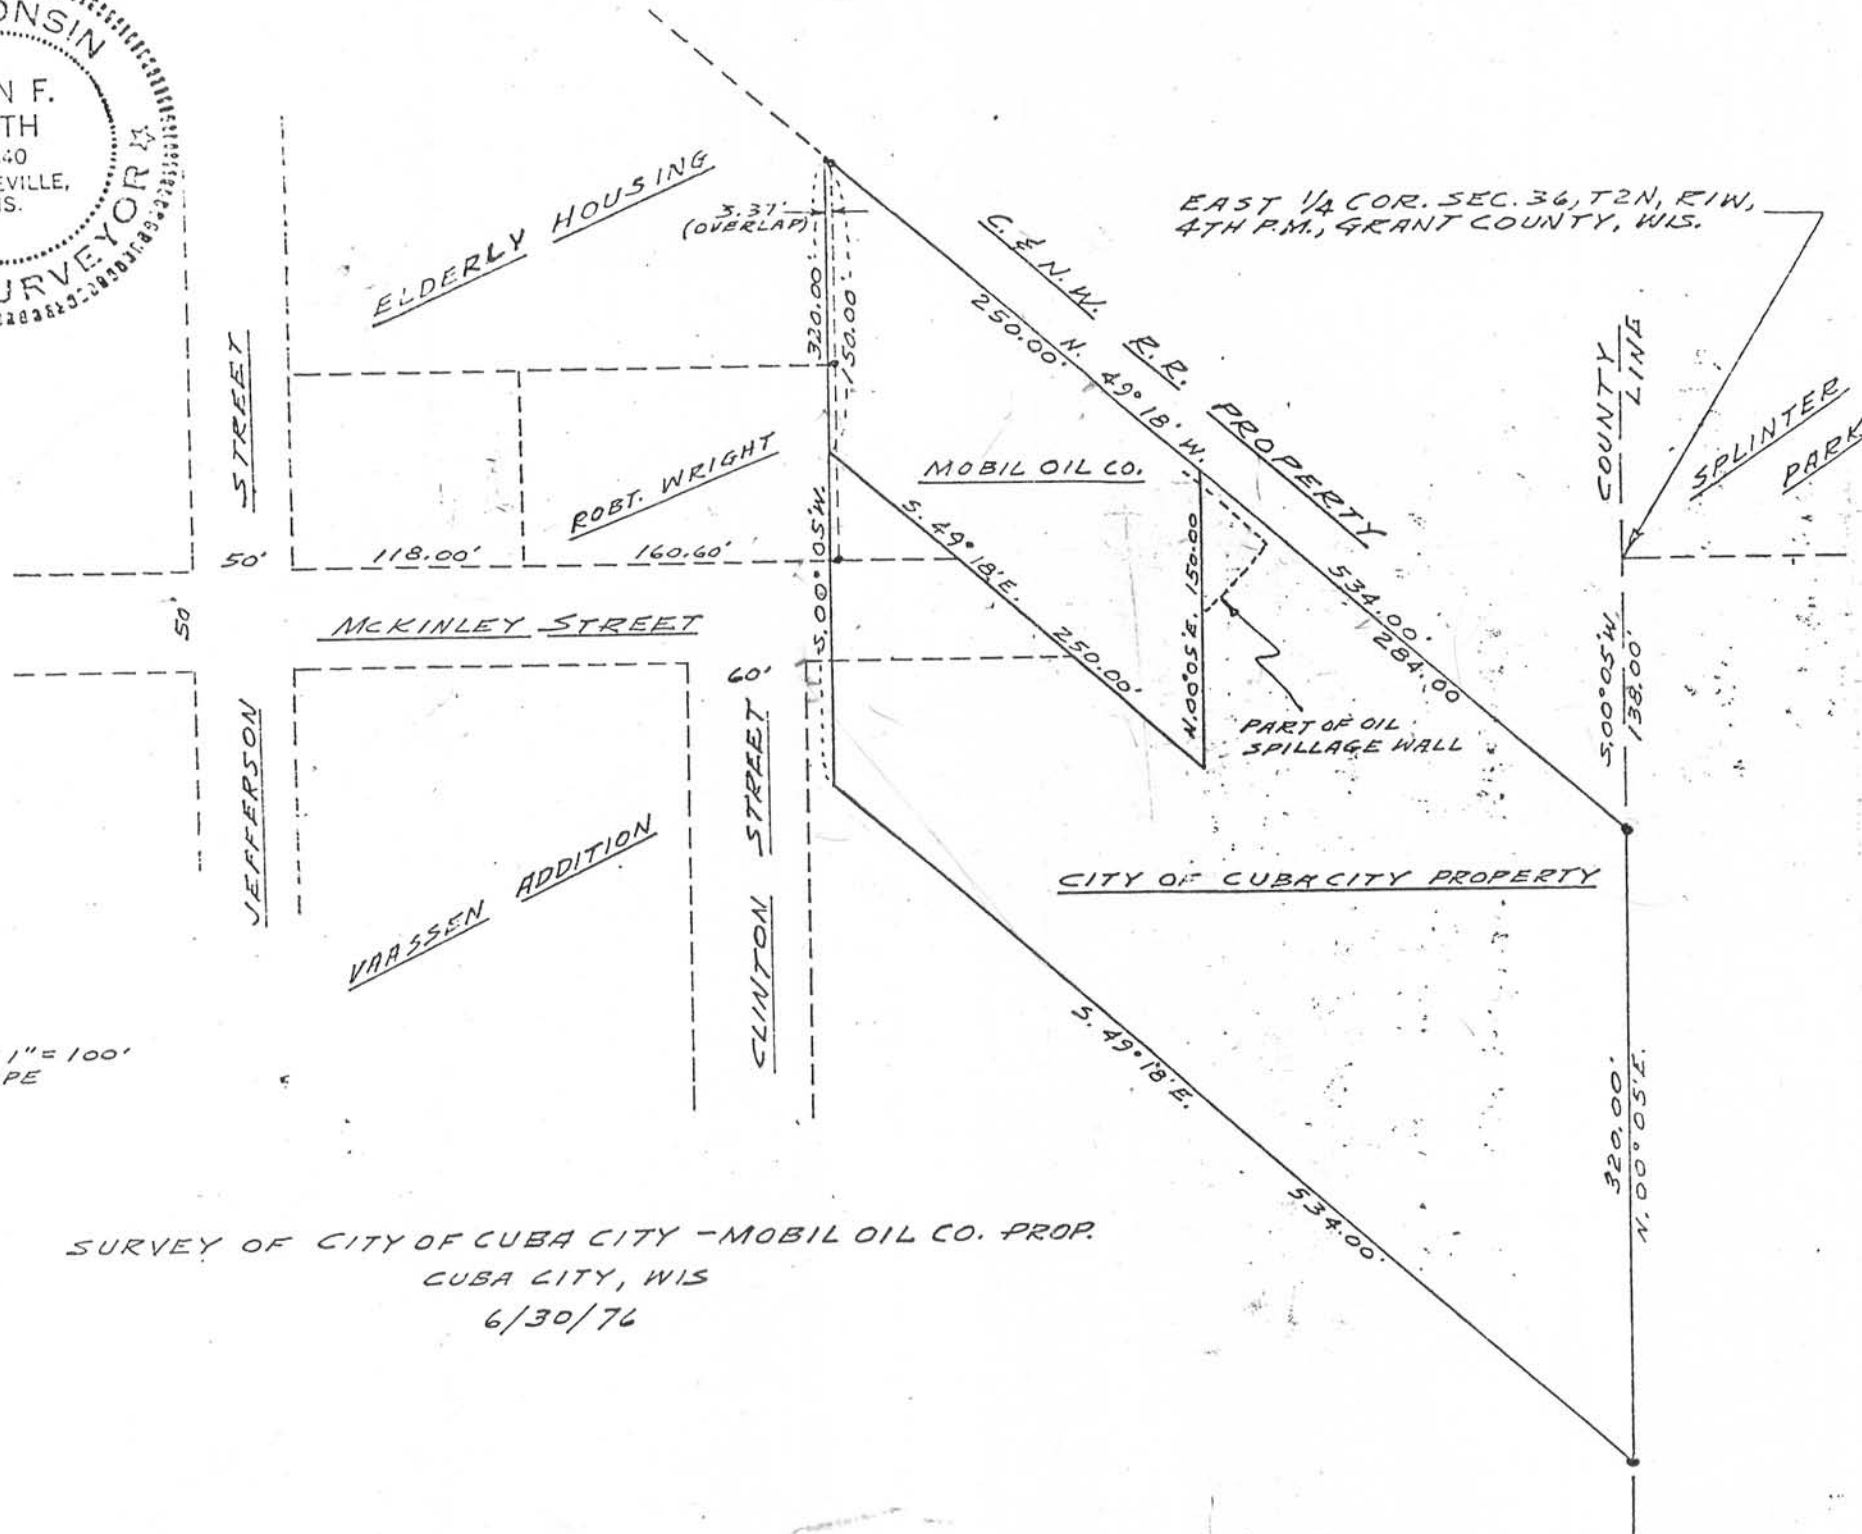 ONSIN
N F.
TH
40
EVILLE,
IS.
URVEYOR
ELDERLY HOUSING
3.37'
(OVERLAP)
320.00'
150.00'
C. & N.W. R.R. PROPERTY
250.00'
N. 49°18' W.
534.00'
284.00
EAST 1/4 COR. SEC. 36, T2N, R1W,
4TH P.M., GRANT COUNTY, WIS.
COUNTY LINE
SPLINTER
PARK
STREET
ROBT. WRIGHT
MOBIL OIL CO.
50'
118.00'
160.60'
S. 00°05'W.
S. 49°18'E.
250.00'
N.00°05'E. 150.00
50'
MCKINLEY STREET
60'
PART OF OIL
SPILLAGE WALL
S.00°05'W.
138.00'
JEFFERSON
VAASSEN ADDITION
CLINTON STREET
CITY OF CUBA CITY PROPERTY
1" = 100'
PE
S. 49°18'E.
534.00'
320.00'
N. 00°05'E.
SURVEY OF CITY OF CUBA CITY - MOBIL OIL CO. PROP.
CUBA CITY, WIS
6/30/76